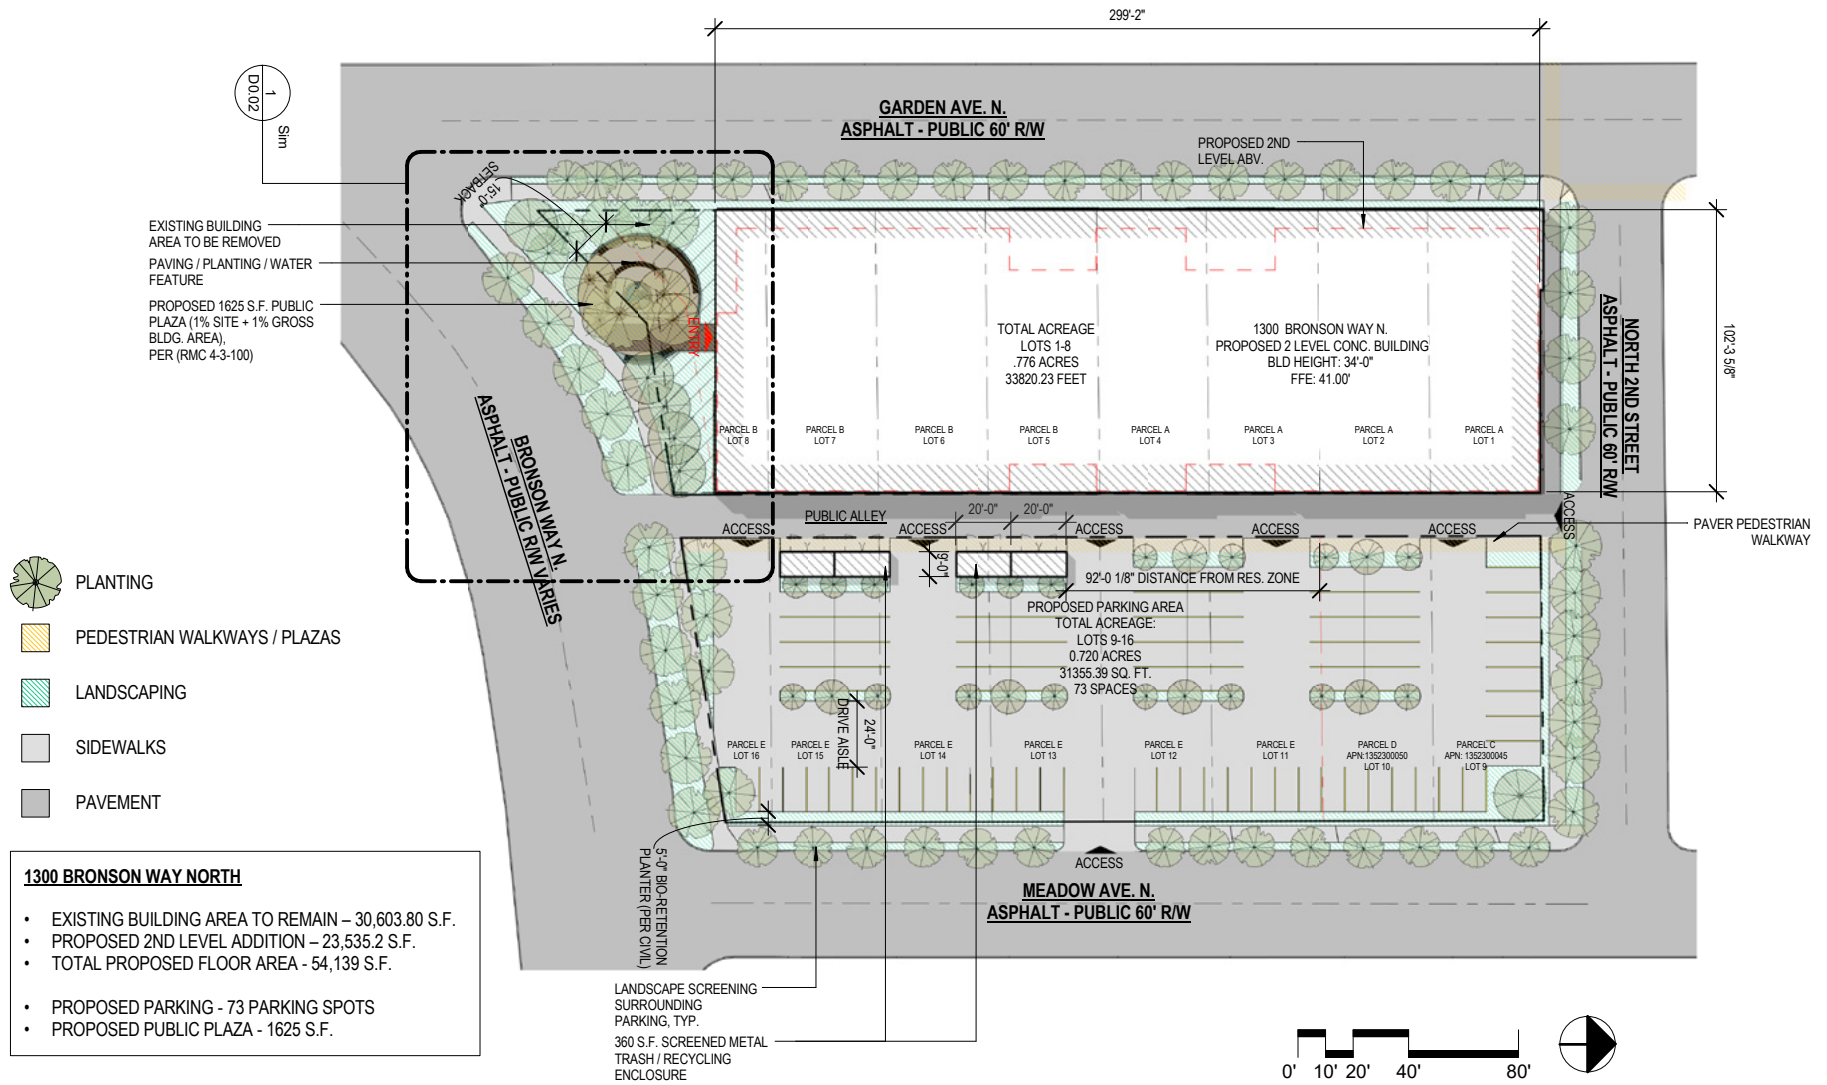 299'-2"
1
D0.02
Sim
GARDEN AVE. N.
ASPHALT - PUBLIC 60' R/W
PROPOSED 2ND
LEVEL ABV.
15'-0"
SETBACK
EXISTING BUILDING
AREA TO BE REMOVED
PAVING / PLANTING / WATER
FEATURE
PROPOSED 1625 S.F. PUBLIC
PLAZA (1% SITE + 1% GROSS
BLDG. AREA),
PER (RMC 4-3-100)
ENTRY
TOTAL ACREAGE
LOTS 1-8
.776 ACRES
33820.23 FEET
1300 BRONSON WAY N.
PROPOSED 2 LEVEL CONC. BUILDING
BLD HEIGHT: 34'-0"
FFE: 41.00'
NORTH 2ND STREET
ASPHALT - PUBLIC 60' R/W
102'-3 5/8"
PARCEL B
LOT 8
PARCEL B
LOT 7
PARCEL B
LOT 6
PARCEL B
LOT 5
PARCEL A
LOT 4
PARCEL A
LOT 3
PARCEL A
LOT 2
PARCEL A
LOT 1
BRONSON WAY N.
ASPHALT - PUBLIC R/W VARIES
PUBLIC ALLEY
20'-0"
20'-0"
ACCESS
ACCESS
ACCESS
ACCESS
ACCESS
ACCESS
PAVER PEDESTRIAN
WALKWAY
9'-0"
92'-0 1/8" DISTANCE FROM RES. ZONE
PROPOSED PARKING AREA
TOTAL ACREAGE:
LOTS 9-16
0.720 ACRES
31355.39 SQ. FT.
73 SPACES
24'-0"
DRIVE AISLE
PARCEL E
LOT 16
PARCEL E
LOT 15
PARCEL E
LOT 14
PARCEL E
LOT 13
PARCEL E
LOT 12
PARCEL E
LOT 11
PARCEL D
APN:1352300050
LOT 10
PARCEL C
APN: 1352300045
LOT 9
PLANTING
PEDESTRIAN WALKWAYS / PLAZAS
LANDSCAPING
SIDEWALKS
PAVEMENT
5'-0" BIO-RETENTION
PLANTER (PER CIVIL)
ACCESS
MEADOW AVE. N.
ASPHALT - PUBLIC 60' R/W
LANDSCAPE SCREENING
SURROUNDING
PARKING, TYP.
360 S.F. SCREENED METAL
TRASH / RECYCLING
ENCLOSURE
1300 BRONSON WAY NORTH
• EXISTING BUILDING AREA TO REMAIN – 30,603.80 S.F.
• PROPOSED 2ND LEVEL ADDITION – 23,535.2 S.F.
• TOTAL PROPOSED FLOOR AREA - 54,139 S.F.
• PROPOSED PARKING - 73 PARKING SPOTS
• PROPOSED PUBLIC PLAZA - 1625 S.F.
0' 10' 20' 40' 80'